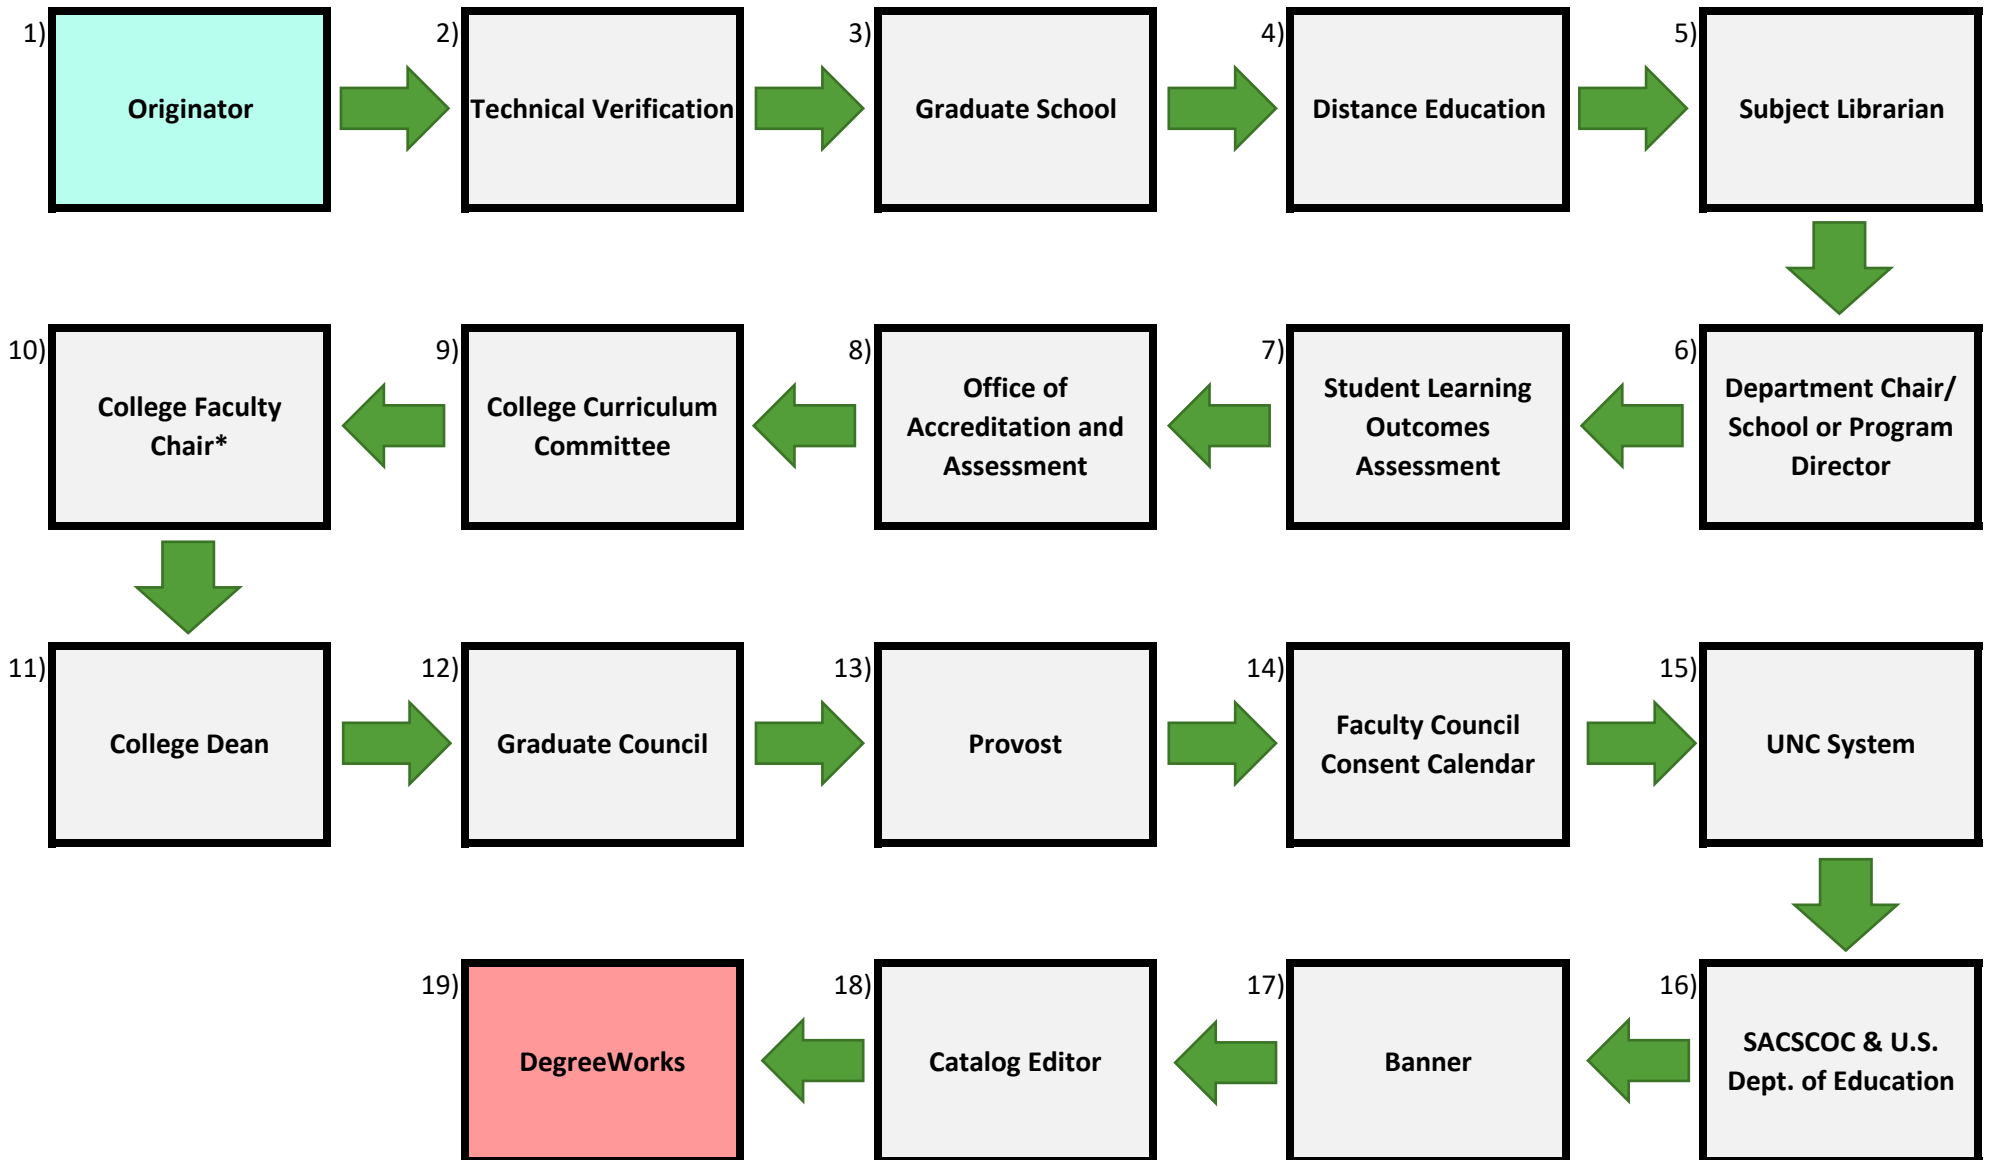 1)
Originator
2)
Technical Verification
3)
Graduate School
4)
Distance Education
5)
Subject Librarian
6)
Department Chair/
School or Program
Director
7)
Student Learning
Outcomes
Assessment
8)
Office of
Accreditation and
Assessment
9)
College Curriculum
Committee
10)
College Faculty
Chair*
11)
College Dean
12)
Graduate Council
13)
Provost
14)
Faculty Council
Consent Calendar
15)
UNC System
16)
SACSCOC & U.S.
Dept. of Education
17)
Banner
18)
Catalog Editor
19)
DegreeWorks